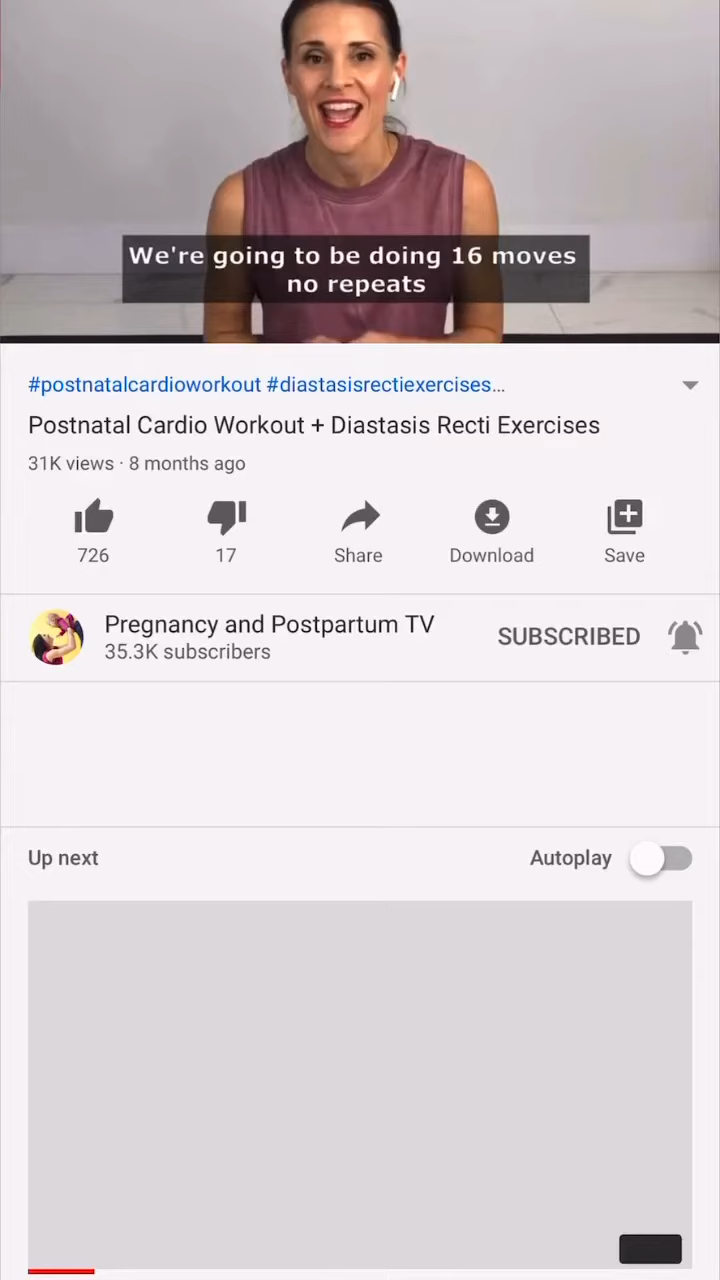 We're going to be doing 16 moves
no repeats
#postnatalcardioworkout #diastasisrectiexercises...
Postnatal Cardio Workout + Diastasis Recti Exercises
31K views · 8 months ago
726
17
Share
Download
Save
Pregnancy and Postpartum TV
35.3K subscribers
SUBSCRIBED
Up next
Autoplay